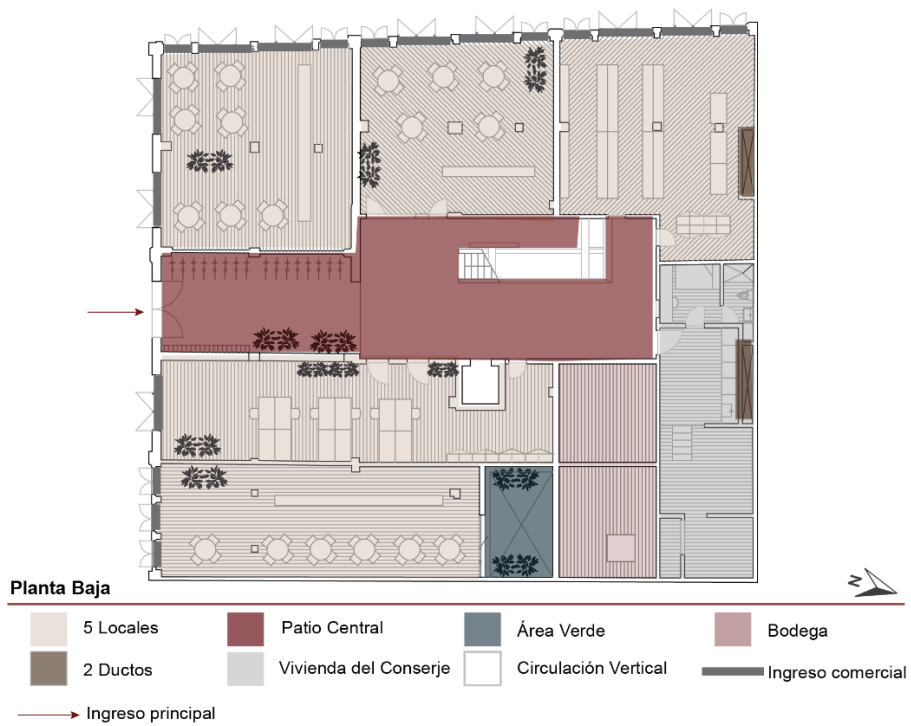 Planta Baja
N
5 Locales
Patio Central
Área Verde
Bodega
2 Ductos
Vivienda del Conserje
Circulación Vertical
Ingreso comercial
Ingreso principal